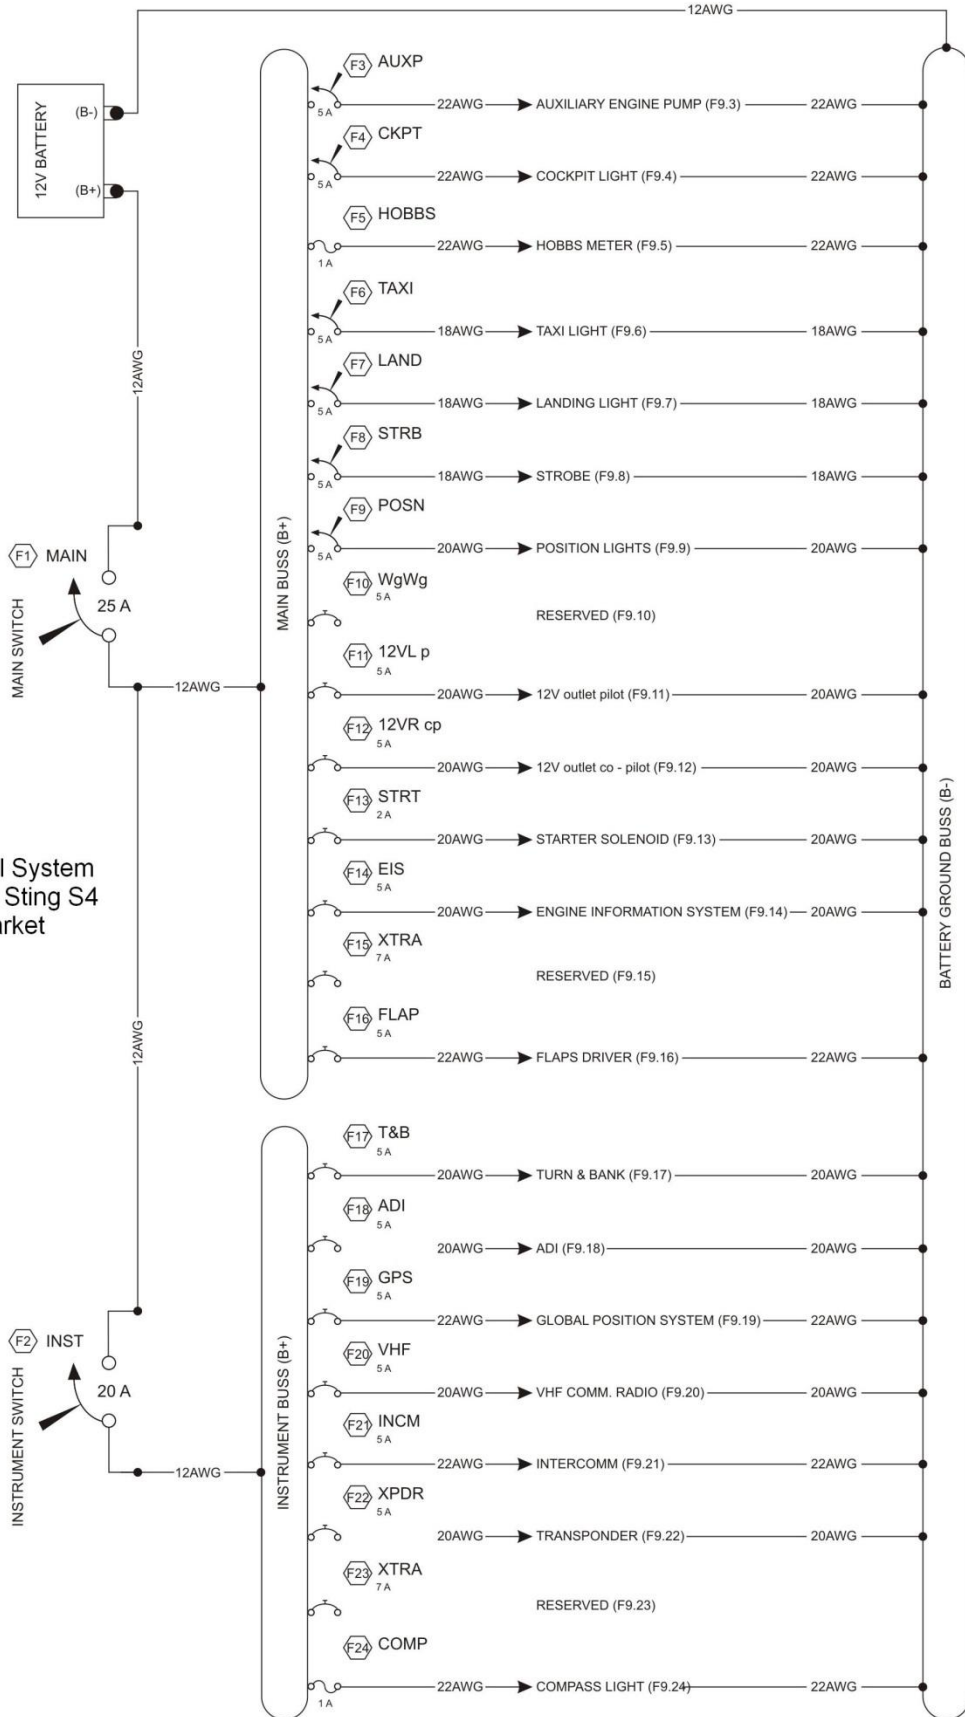 12AWG
12V BATTERY
(B-)
(B+)
12AWG
F1 MAIN
25 A
MAIN SWITCH
12AWG
l System
Sting S4
arket
12AWG
F2 INST
20 A
INSTRUMENT SWITCH
12AWG
MAIN BUSS (B+)
F3 AUXP
5 A
22AWG AUXILIARY ENGINE PUMP (F9.3) 22AWG
F4 CKPT
5 A
22AWG COCKPIT LIGHT (F9.4) 22AWG
F5 HOBBS
22AWG HOBBS METER (F9.5) 22AWG
1 A
F6 TAXI
5 A
18AWG TAXI LIGHT (F9.6) 18AWG
F7 LAND
5 A
18AWG LANDING LIGHT (F9.7) 18AWG
F8 STRB
5 A
18AWG STROBE (F9.8) 18AWG
F9 POSN
5 A
20AWG POSITION LIGHTS (F9.9) 20AWG
F10 WgWg
5 A
RESERVED (F9.10)
F11 12VL p
5 A
20AWG 12V outlet pilot (F9.11) 20AWG
F12 12VR cp
5 A
20AWG 12V outlet co - pilot (F9.12) 20AWG
F13 STRT
2 A
20AWG STARTER SOLENOID (F9.13) 20AWG
F14 EIS
5 A
20AWG ENGINE INFORMATION SYSTEM (F9.14) 20AWG
F15 XTRA
7 A
RESERVED (F9.15)
F16 FLAP
5 A
22AWG FLAPS DRIVER (F9.16) 22AWG
INSTRUMENT BUSS (B+)
F17 T&B
5 A
20AWG TURN & BANK (F9.17) 20AWG
F18 ADI
5 A
20AWG ADI (F9.18) 20AWG
F19 GPS
5 A
22AWG GLOBAL POSITION SYSTEM (F9.19) 22AWG
F20 VHF
5 A
20AWG VHF COMM. RADIO (F9.20) 20AWG
F21 INCM
5 A
22AWG INTERCOMM (F9.21) 22AWG
F22 XPDR
5 A
20AWG TRANSPONDER (F9.22) 20AWG
F23 XTRA
7 A
RESERVED (F9.23)
F24 COMP
22AWG COMPASS LIGHT (F9.24) 22AWG
1 A
BATTERY GROUND BUSS (B-)